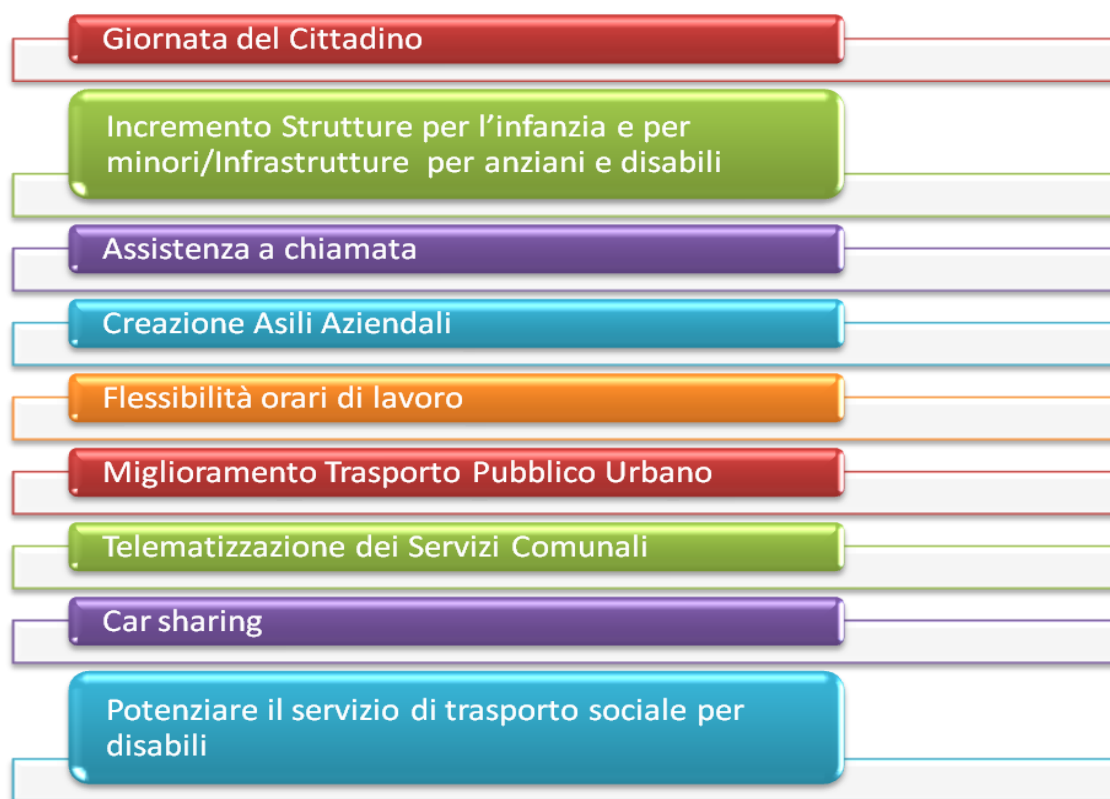 Giornata del Cittadino
Incremento Strutture per l’infanzia e per
minori/Infrastrutture per anziani e disabili
Assistenza a chiamata
Creazione Asili Aziendali
Flessibilità orari di lavoro
Miglioramento Trasporto Pubblico Urbano
Telematizzazione dei Servizi Comunali
Car sharing
Potenziare il servizio di trasporto sociale per
disabili